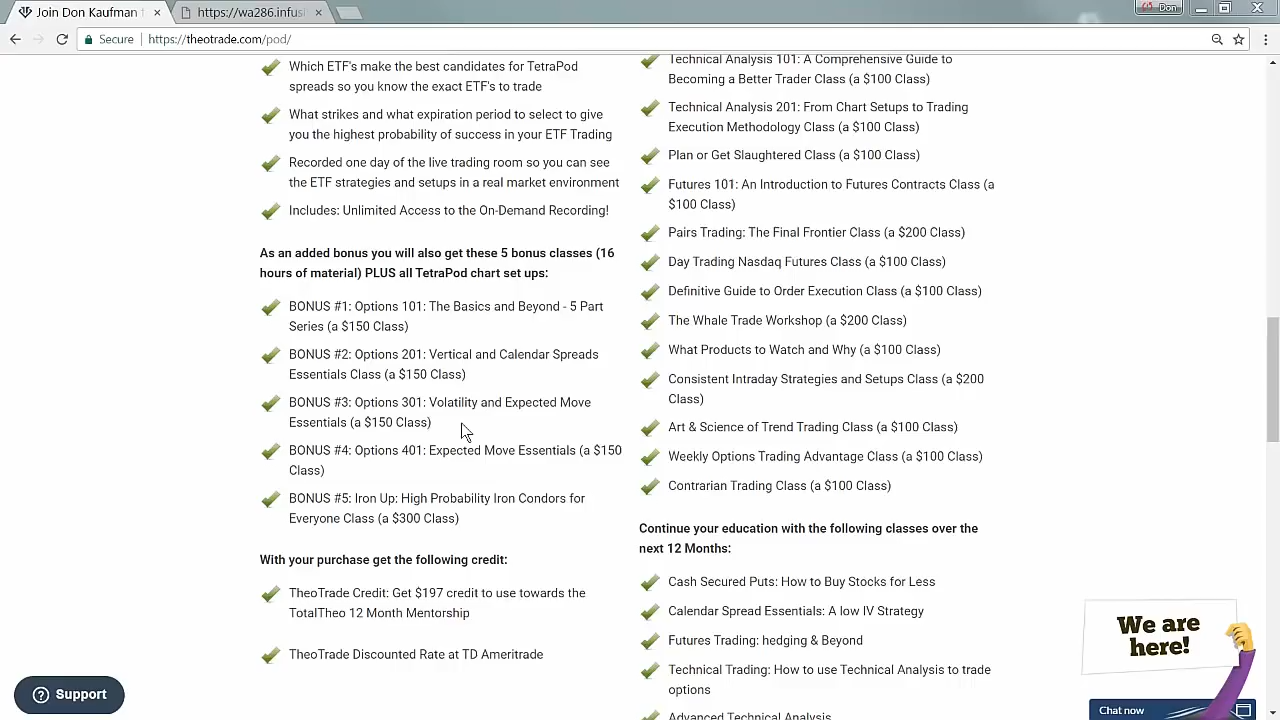 Join Don Kaufman f
https://wa286.infusi
Don
Secure
https://theotrade.com/pod/
Which ETF's make the best candidates for TetraPod
spreads so you know the exact ETF's to trade
What strikes and what expiration period to select to give
you the highest probability of success in your ETF Trading
Recorded one day of the live trading room so you can see
the ETF strategies and setups in a real market environment
Includes: Unlimited Access to the On-Demand Recording!
As an added bonus you will also get these 5 bonus classes (16
hours of material) PLUS all TetraPod chart set ups:
BONUS #1: Options 101: The Basics and Beyond - 5 Part
Series (a $150 Class)
BONUS #2: Options 201: Vertical and Calendar Spreads
Essentials Class (a $150 Class)
BONUS #3: Options 301: Volatility and Expected Move
Essentials (a $150 Class)
BONUS #4: Options 401: Expected Move Essentials (a $150
Class)
BONUS #5: Iron Up: High Probability Iron Condors for
Everyone Class (a $300 Class)
With your purchase get the following credit:
TheoTrade Credit: Get $197 credit to use towards the
TotalTheo 12 Month Mentorship
TheoTrade Discounted Rate at TD Ameritrade
Technical Analysis 101: A Comprehensive Guide to
Becoming a Better Trader Class (a $100 Class)
Technical Analysis 201: From Chart Setups to Trading
Execution Methodology Class (a $100 Class)
Plan or Get Slaughtered Class (a $100 Class)
Futures 101: An Introduction to Futures Contracts Class (a
$100 Class)
Pairs Trading: The Final Frontier Class (a $200 Class)
Day Trading Nasdaq Futures Class (a $100 Class)
Definitive Guide to Order Execution Class (a $100 Class)
The Whale Trade Workshop (a $200 Class)
What Products to Watch and Why (a $100 Class)
Consistent Intraday Strategies and Setups Class (a $200
Class)
Art & Science of Trend Trading Class (a $100 Class)
Weekly Options Trading Advantage Class (a $100 Class)
Contrarian Trading Class (a $100 Class)
Continue your education with the following classes over the
next 12 Months:
Cash Secured Puts: How to Buy Stocks for Less
Calendar Spread Essentials: A low IV Strategy
Futures Trading: hedging & Beyond
Technical Trading: How to use Technical Analysis to trade
options
Advanced Technical Analysis
We are
here!
Support
Chat now